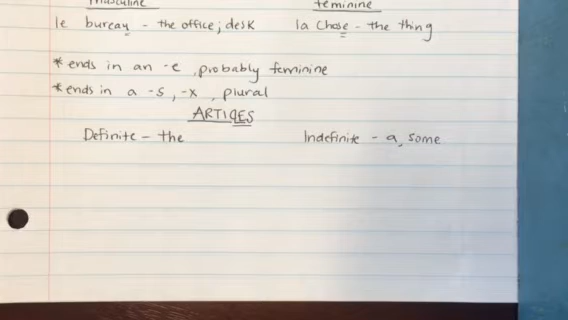 masculine feminine
le bureau - the office; desk la chose - the thing
*ends in an -e, probably feminine
*ends in a -s, -x, plural
ARTICLES
Definite - the Indefinite - a, some